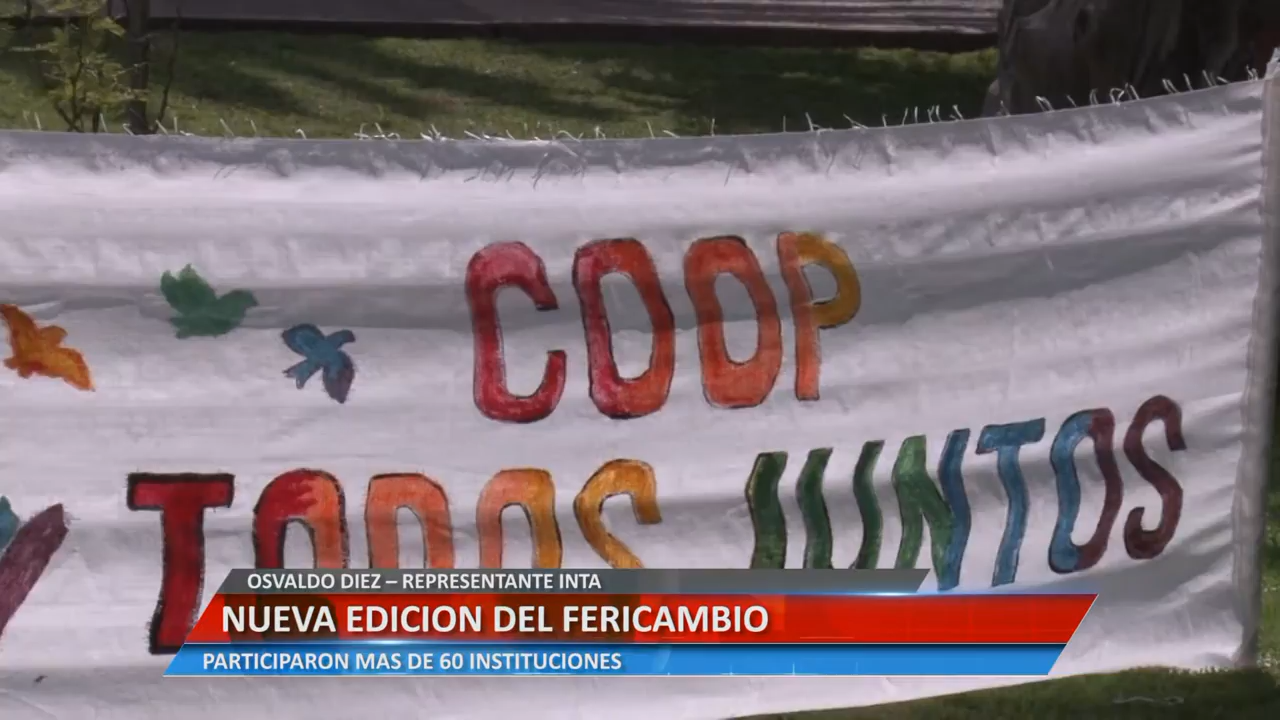 COOP
TODOS JUNTOS
OSVALDO DIEZ – REPRESENTANTE INTA
NUEVA EDICION DEL FERICAMBIO
PARTICIPARON MAS DE 60 INSTITUCIONES